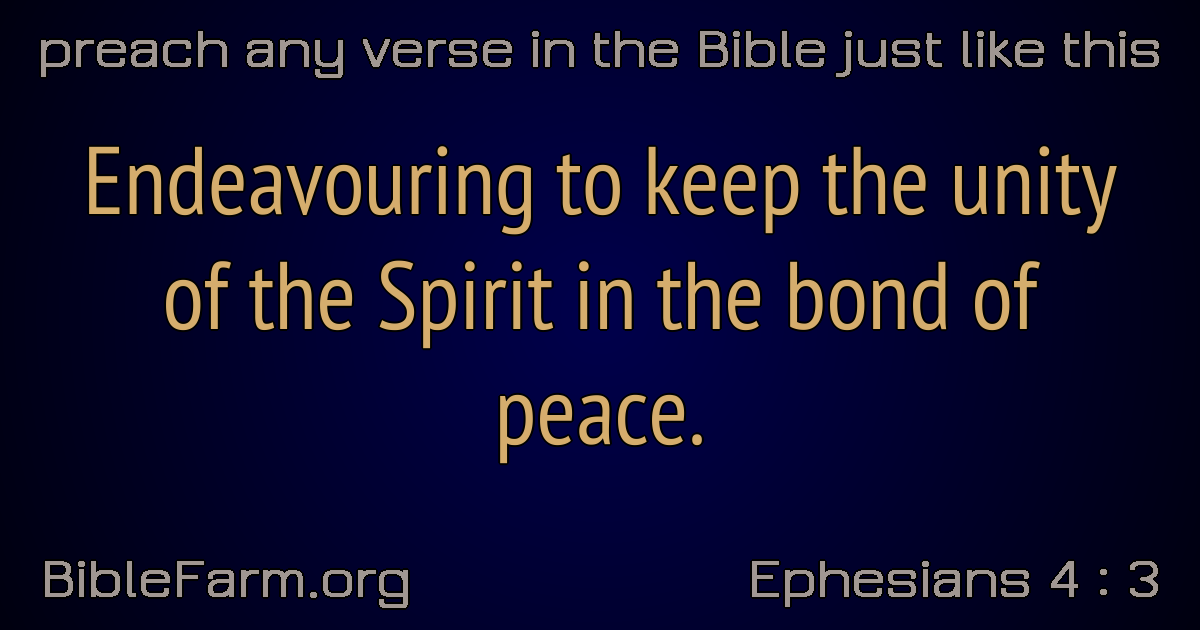 preach any verse in the Bible just like this
Endeavouring to keep the unity
of the Spirit in the bond of
peace.
BibleFarm.org
Ephesians 4 : 3